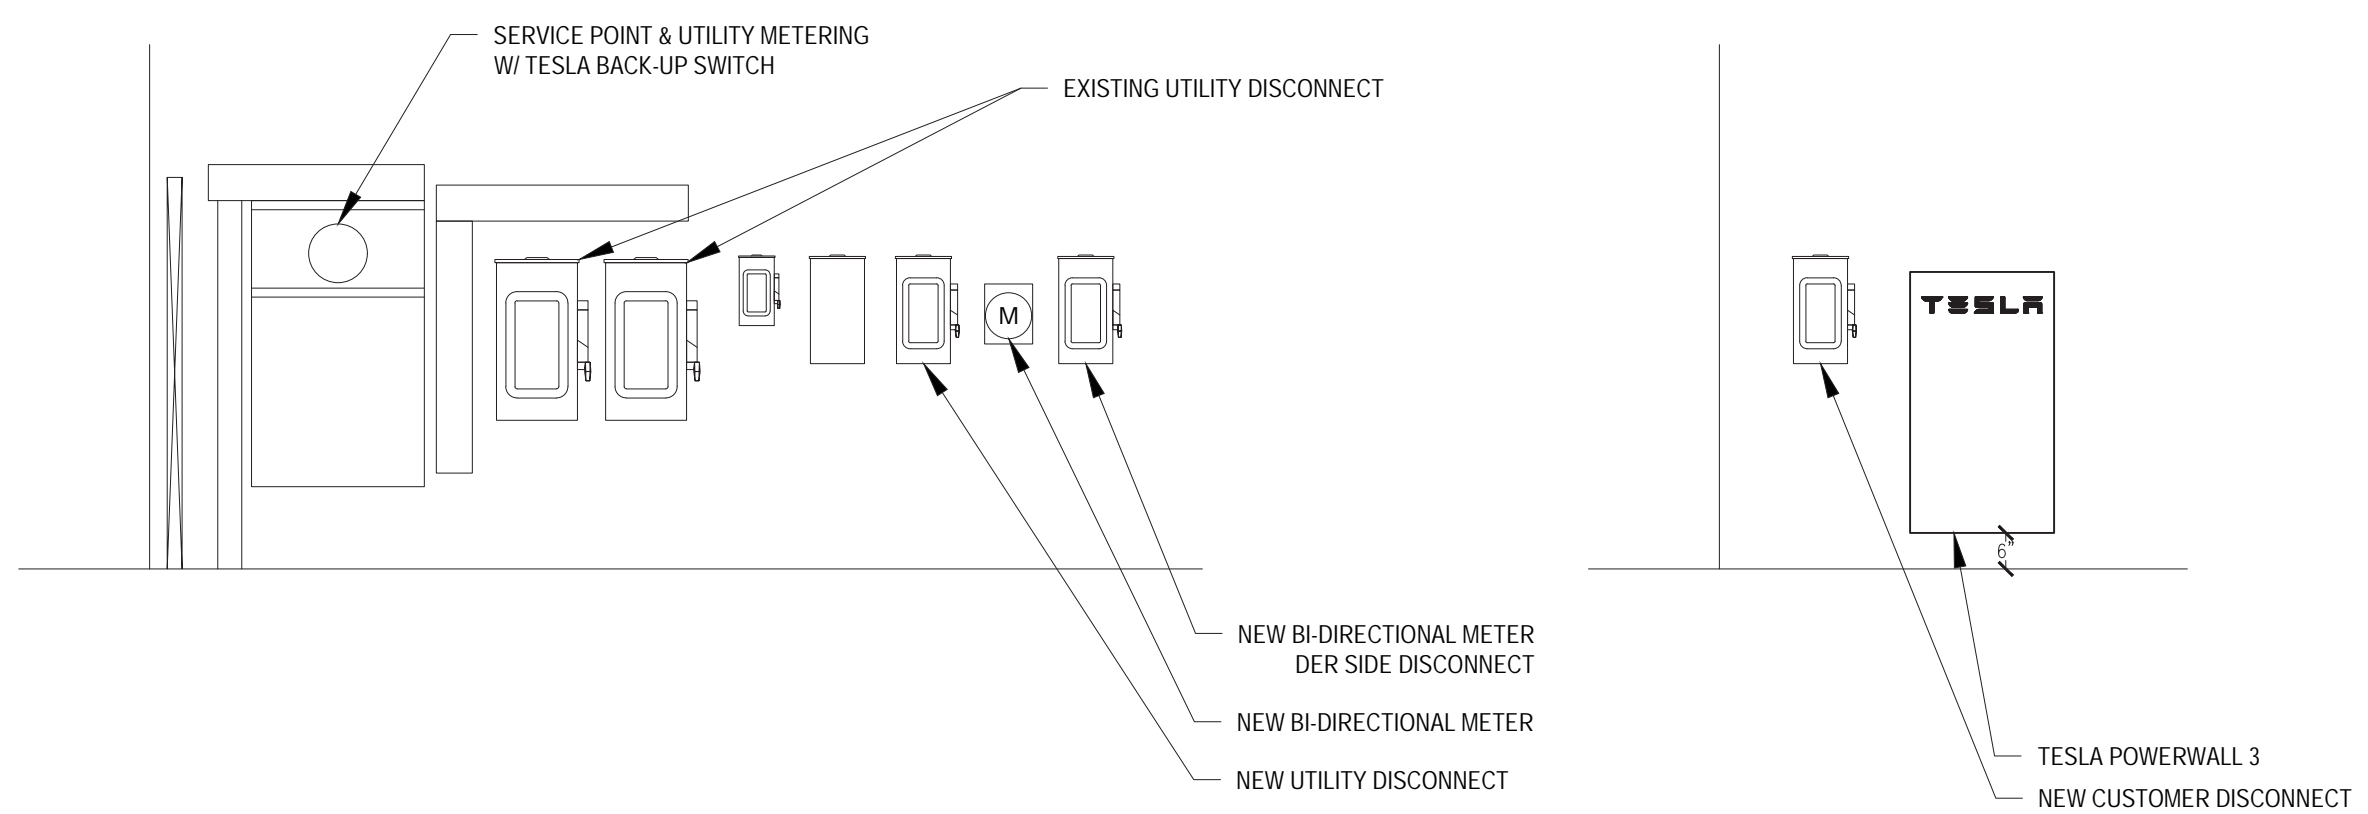 SERVICE POINT & UTILITY METERING
W/ TESLA BACK-UP SWITCH
EXISTING UTILITY DISCONNECT
M
TESLA
6"
NEW BI-DIRECTIONAL METER
DER SIDE DISCONNECT
NEW BI-DIRECTIONAL METER
NEW UTILITY DISCONNECT
TESLA POWERWALL 3
NEW CUSTOMER DISCONNECT